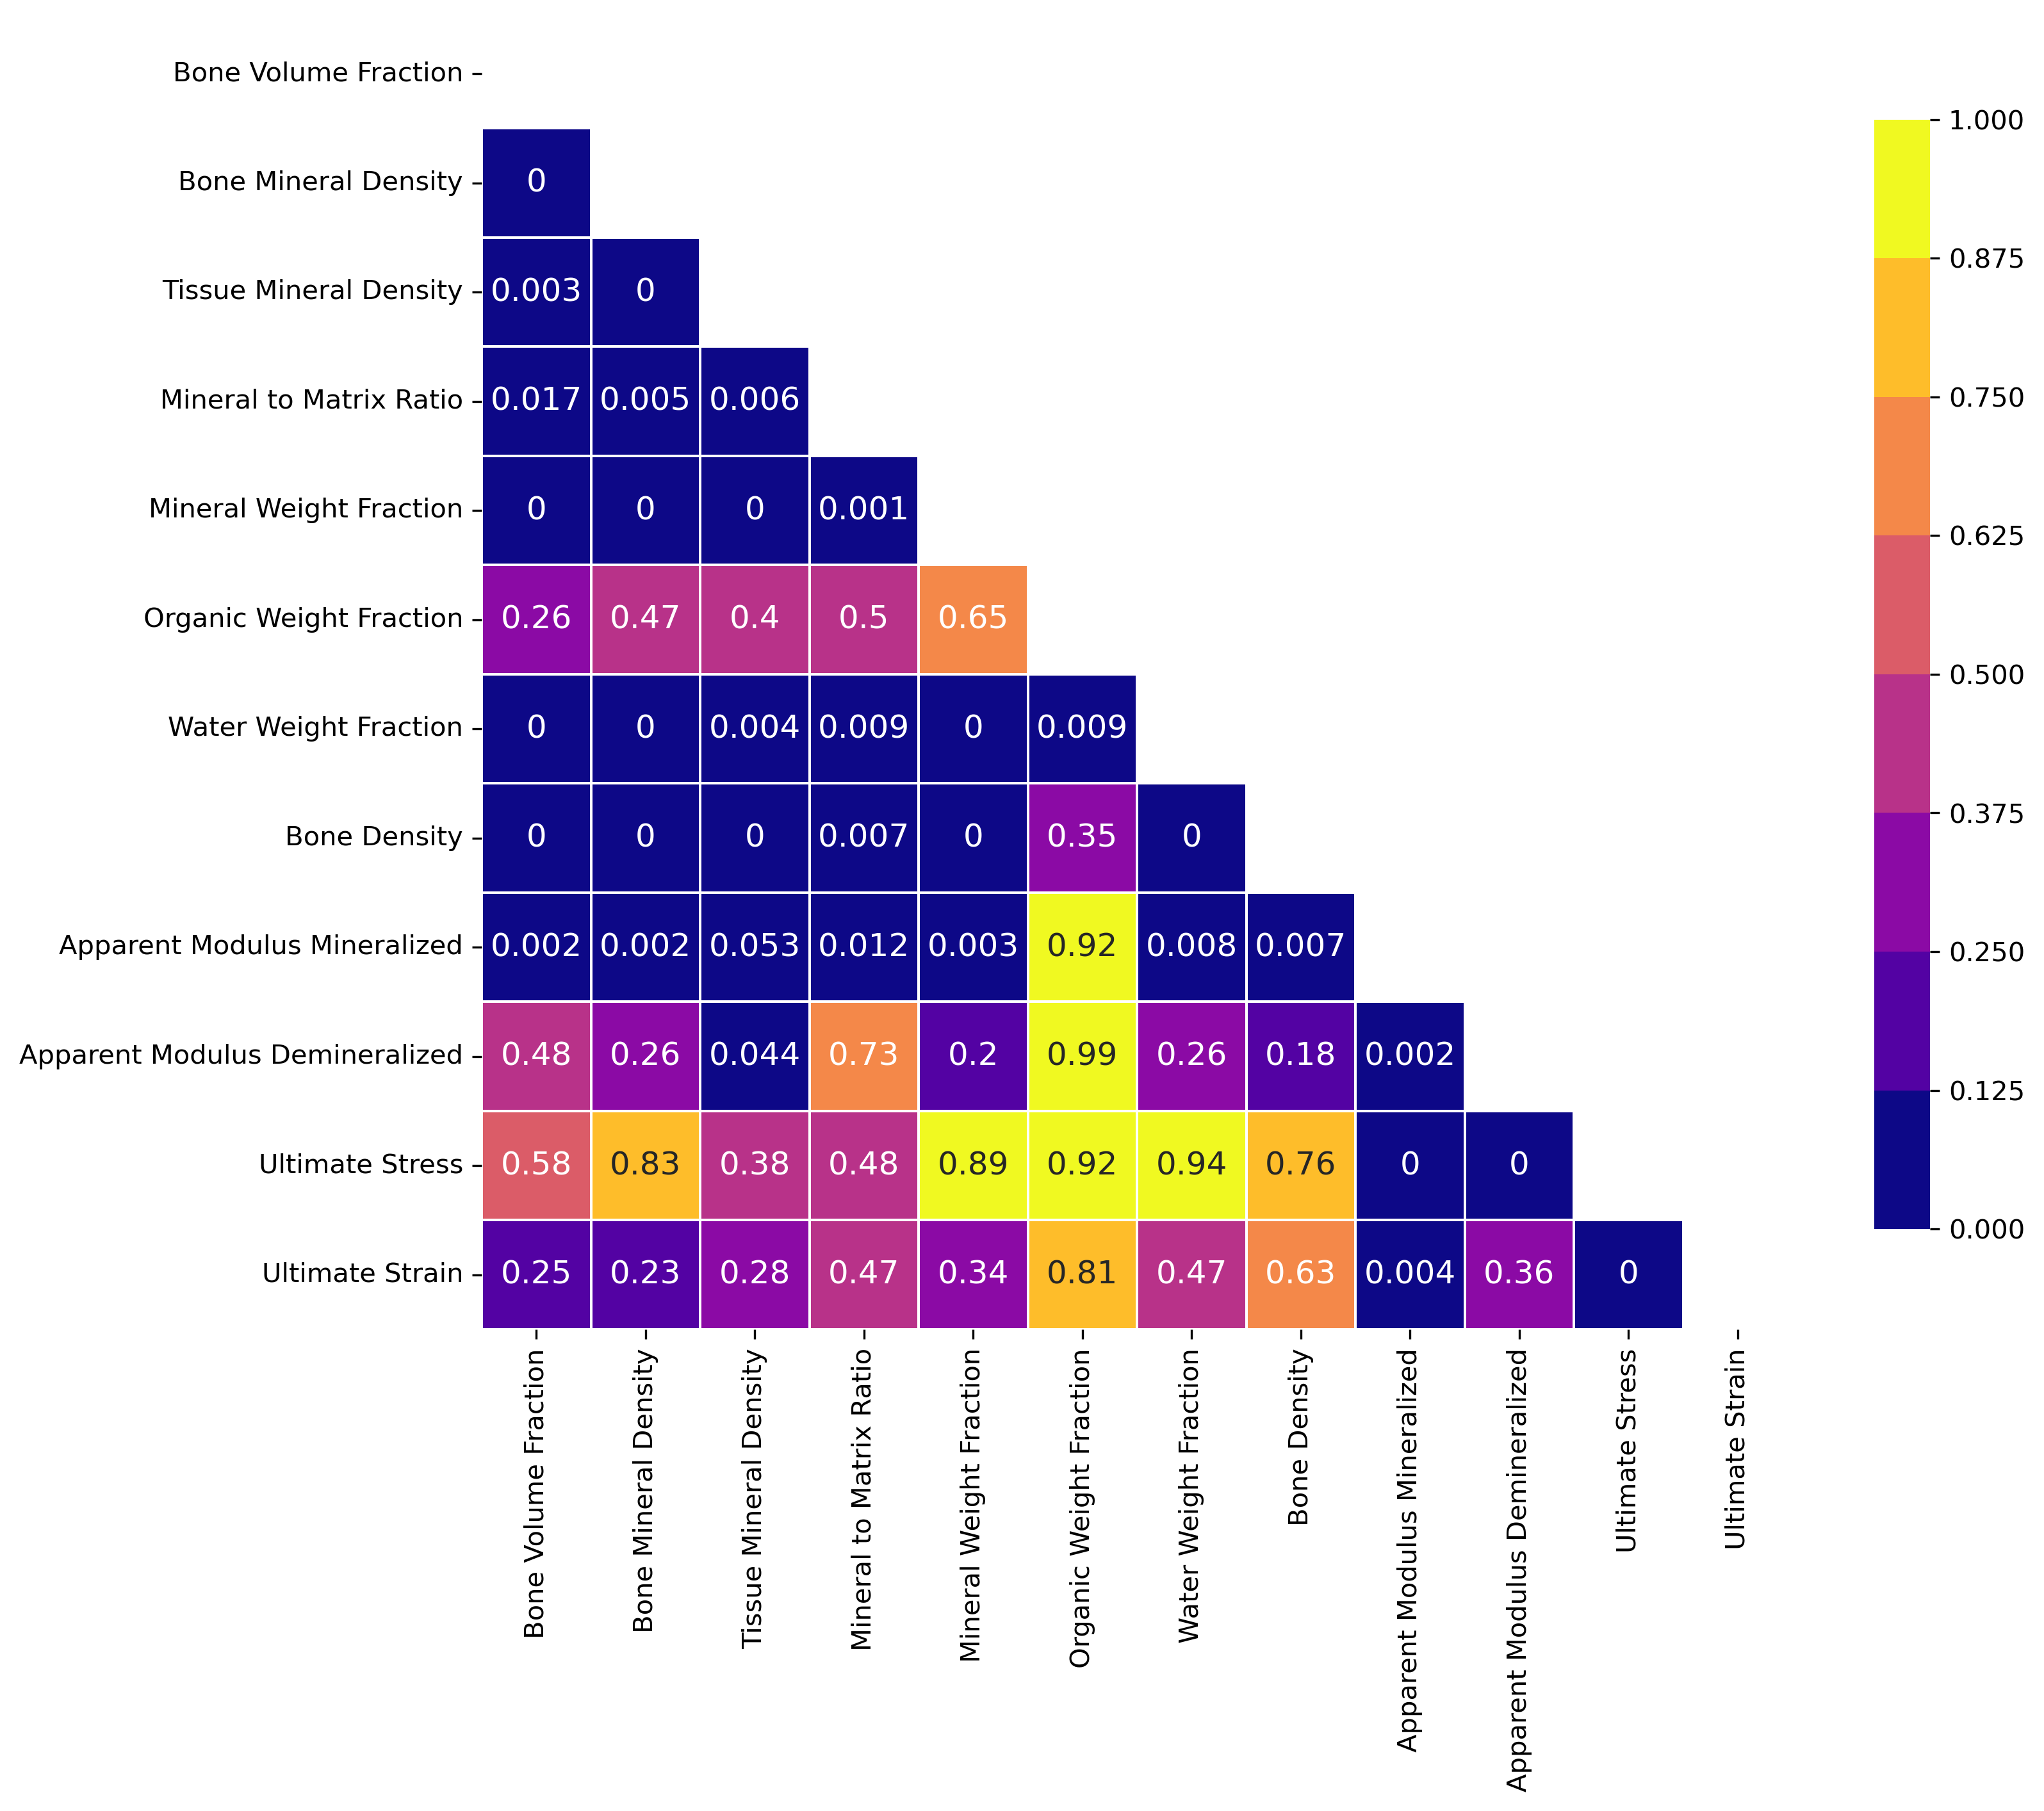 Bone Volume Fraction
Bone Mineral Density 0
Tissue Mineral Density 0.003 0
Mineral to Matrix Ratio 0.017 0.005 0.006
Mineral Weight Fraction 0 0 0 0.001
Organic Weight Fraction 0.26 0.47 0.4 0.5 0.65
Water Weight Fraction 0 0 0.004 0.009 0 0.009
Bone Density 0 0 0 0.007 0 0.35 0
Apparent Modulus Mineralized 0.002 0.002 0.053 0.012 0.003 0.92 0.008 0.007
Apparent Modulus Demineralized 0.48 0.26 0.044 0.73 0.2 0.99 0.26 0.18 0.002
Ultimate Stress 0.58 0.83 0.38 0.48 0.89 0.92 0.94 0.76 0 0
Ultimate Strain 0.25 0.23 0.28 0.47 0.34 0.81 0.47 0.63 0.004 0.36 0
Bone Volume Fraction
Bone Mineral Density
Tissue Mineral Density
Mineral to Matrix Ratio
Mineral Weight Fraction
Organic Weight Fraction
Water Weight Fraction
Bone Density
Apparent Modulus Mineralized
Apparent Modulus Demineralized
Ultimate Stress
Ultimate Strain
1.000
0.875
0.750
0.625
0.500
0.375
0.250
0.125
0.000